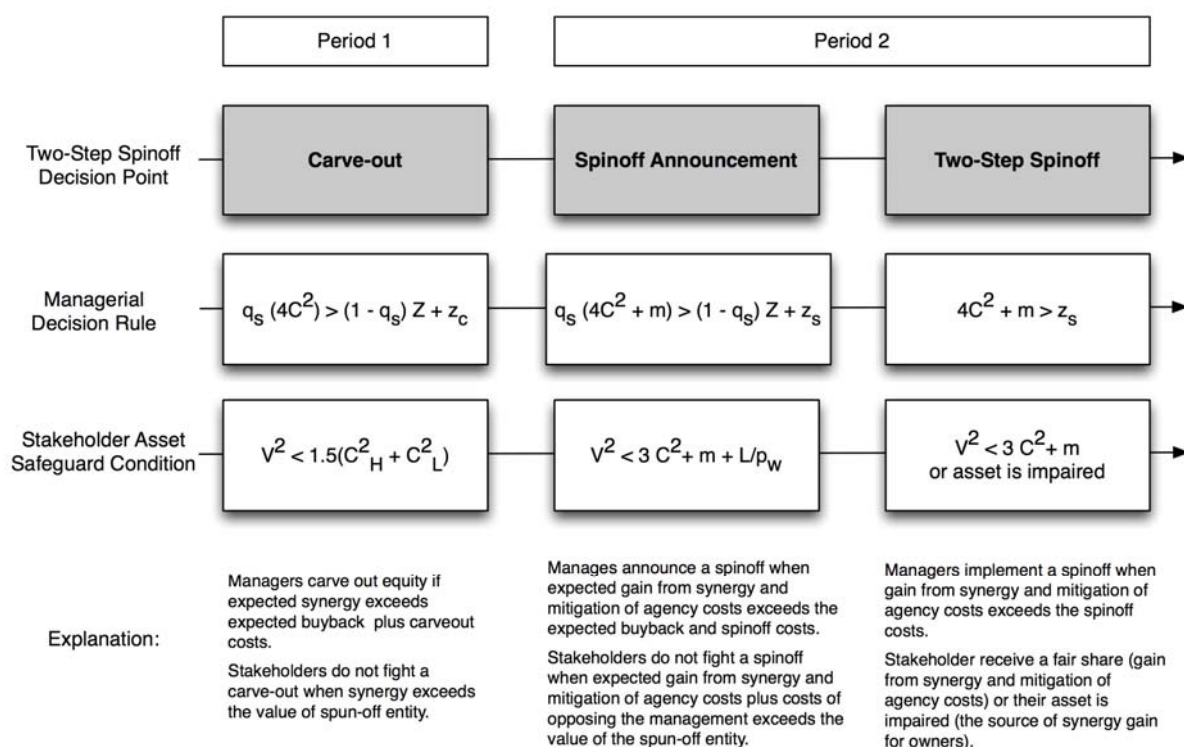 Period 1
Period 2
Two-Step Spinoff
Decision Point
Carve-out
Spinoff Announcement
Two-Step Spinoff
Managerial
Decision Rule
q_s (4C^2) > (1 - q_s) Z + z_c
q_s (4C^2 + m) > (1 - q_s) Z + z_s
4C^2 + m > z_s
Stakeholder Asset
Safeguard Condition
V^2 < 1.5(C^2_H + C^2_L)
V^2 < 3 C^2 + m + L/p_w
V^2 < 3 C^2 + m
or asset is impaired
Explanation:
Managers carve out equity if
expected synergy exceeds
expected buyback plus carveout
costs.
Stakeholders do not fight a
carve-out when synergy exceeds
the value of spun-off entity.
Manages announce a spinoff when
expected gain from synergy and
mitigation of agency costs exceeds the
expected buyback and spinoff costs.
Stakeholders do not fight a spinoff
when expected gain from synergy and
mitigation of agency costs plus costs of
opposing the management exceeds the
value of the spun-off entity.
Managers implement a spinoff when
gain from synergy and mitigation of
agency costs exceeds the spinoff
costs.
Stakeholder receive a fair share (gain
from synergy and mitigation of
agency costs) or their asset is
impaired (the source of synergy gain
for owners).